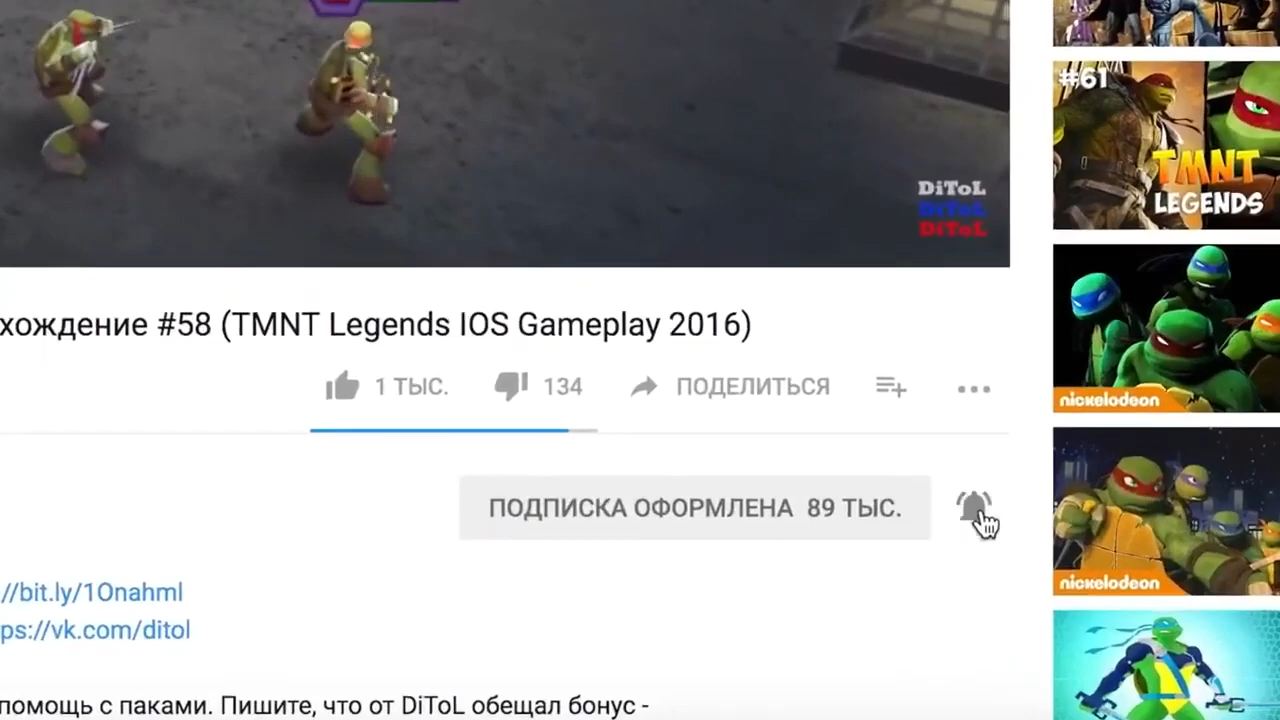 #61
TMNT
LEGENDS
DiToL
DiToL
DiToL
хождение #58 (TMNT Legends IOS Gameplay 2016)
1 ТЫС.
134
ПОДЕЛИТЬСЯ
nickelodeon
ПОДПИСКА ОФОРМЛЕНА 89 ТЫС.
nickelodeon
//bit.ly/1Onahml
ps://vk.com/ditol
помощь с паками. Пишите, что от DiToL обещал бонус -